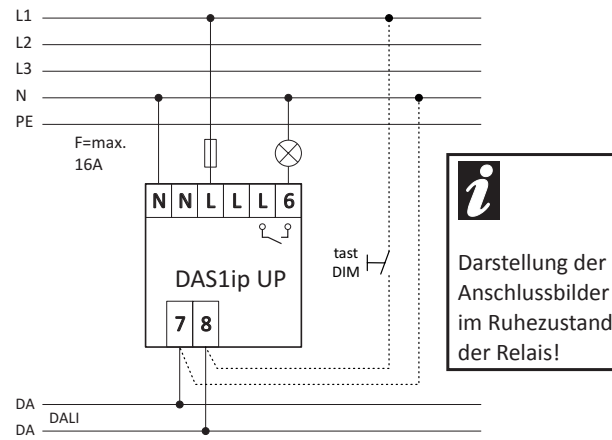 L1
L2
L3
N
PE
F=max.
16A
N N L L L 6
tast
DIM
DAS1ip UP
7 8
i
Darstellung der
Anschlussbilder
im Ruhezustand
der Relais!
DA
DALI
DA